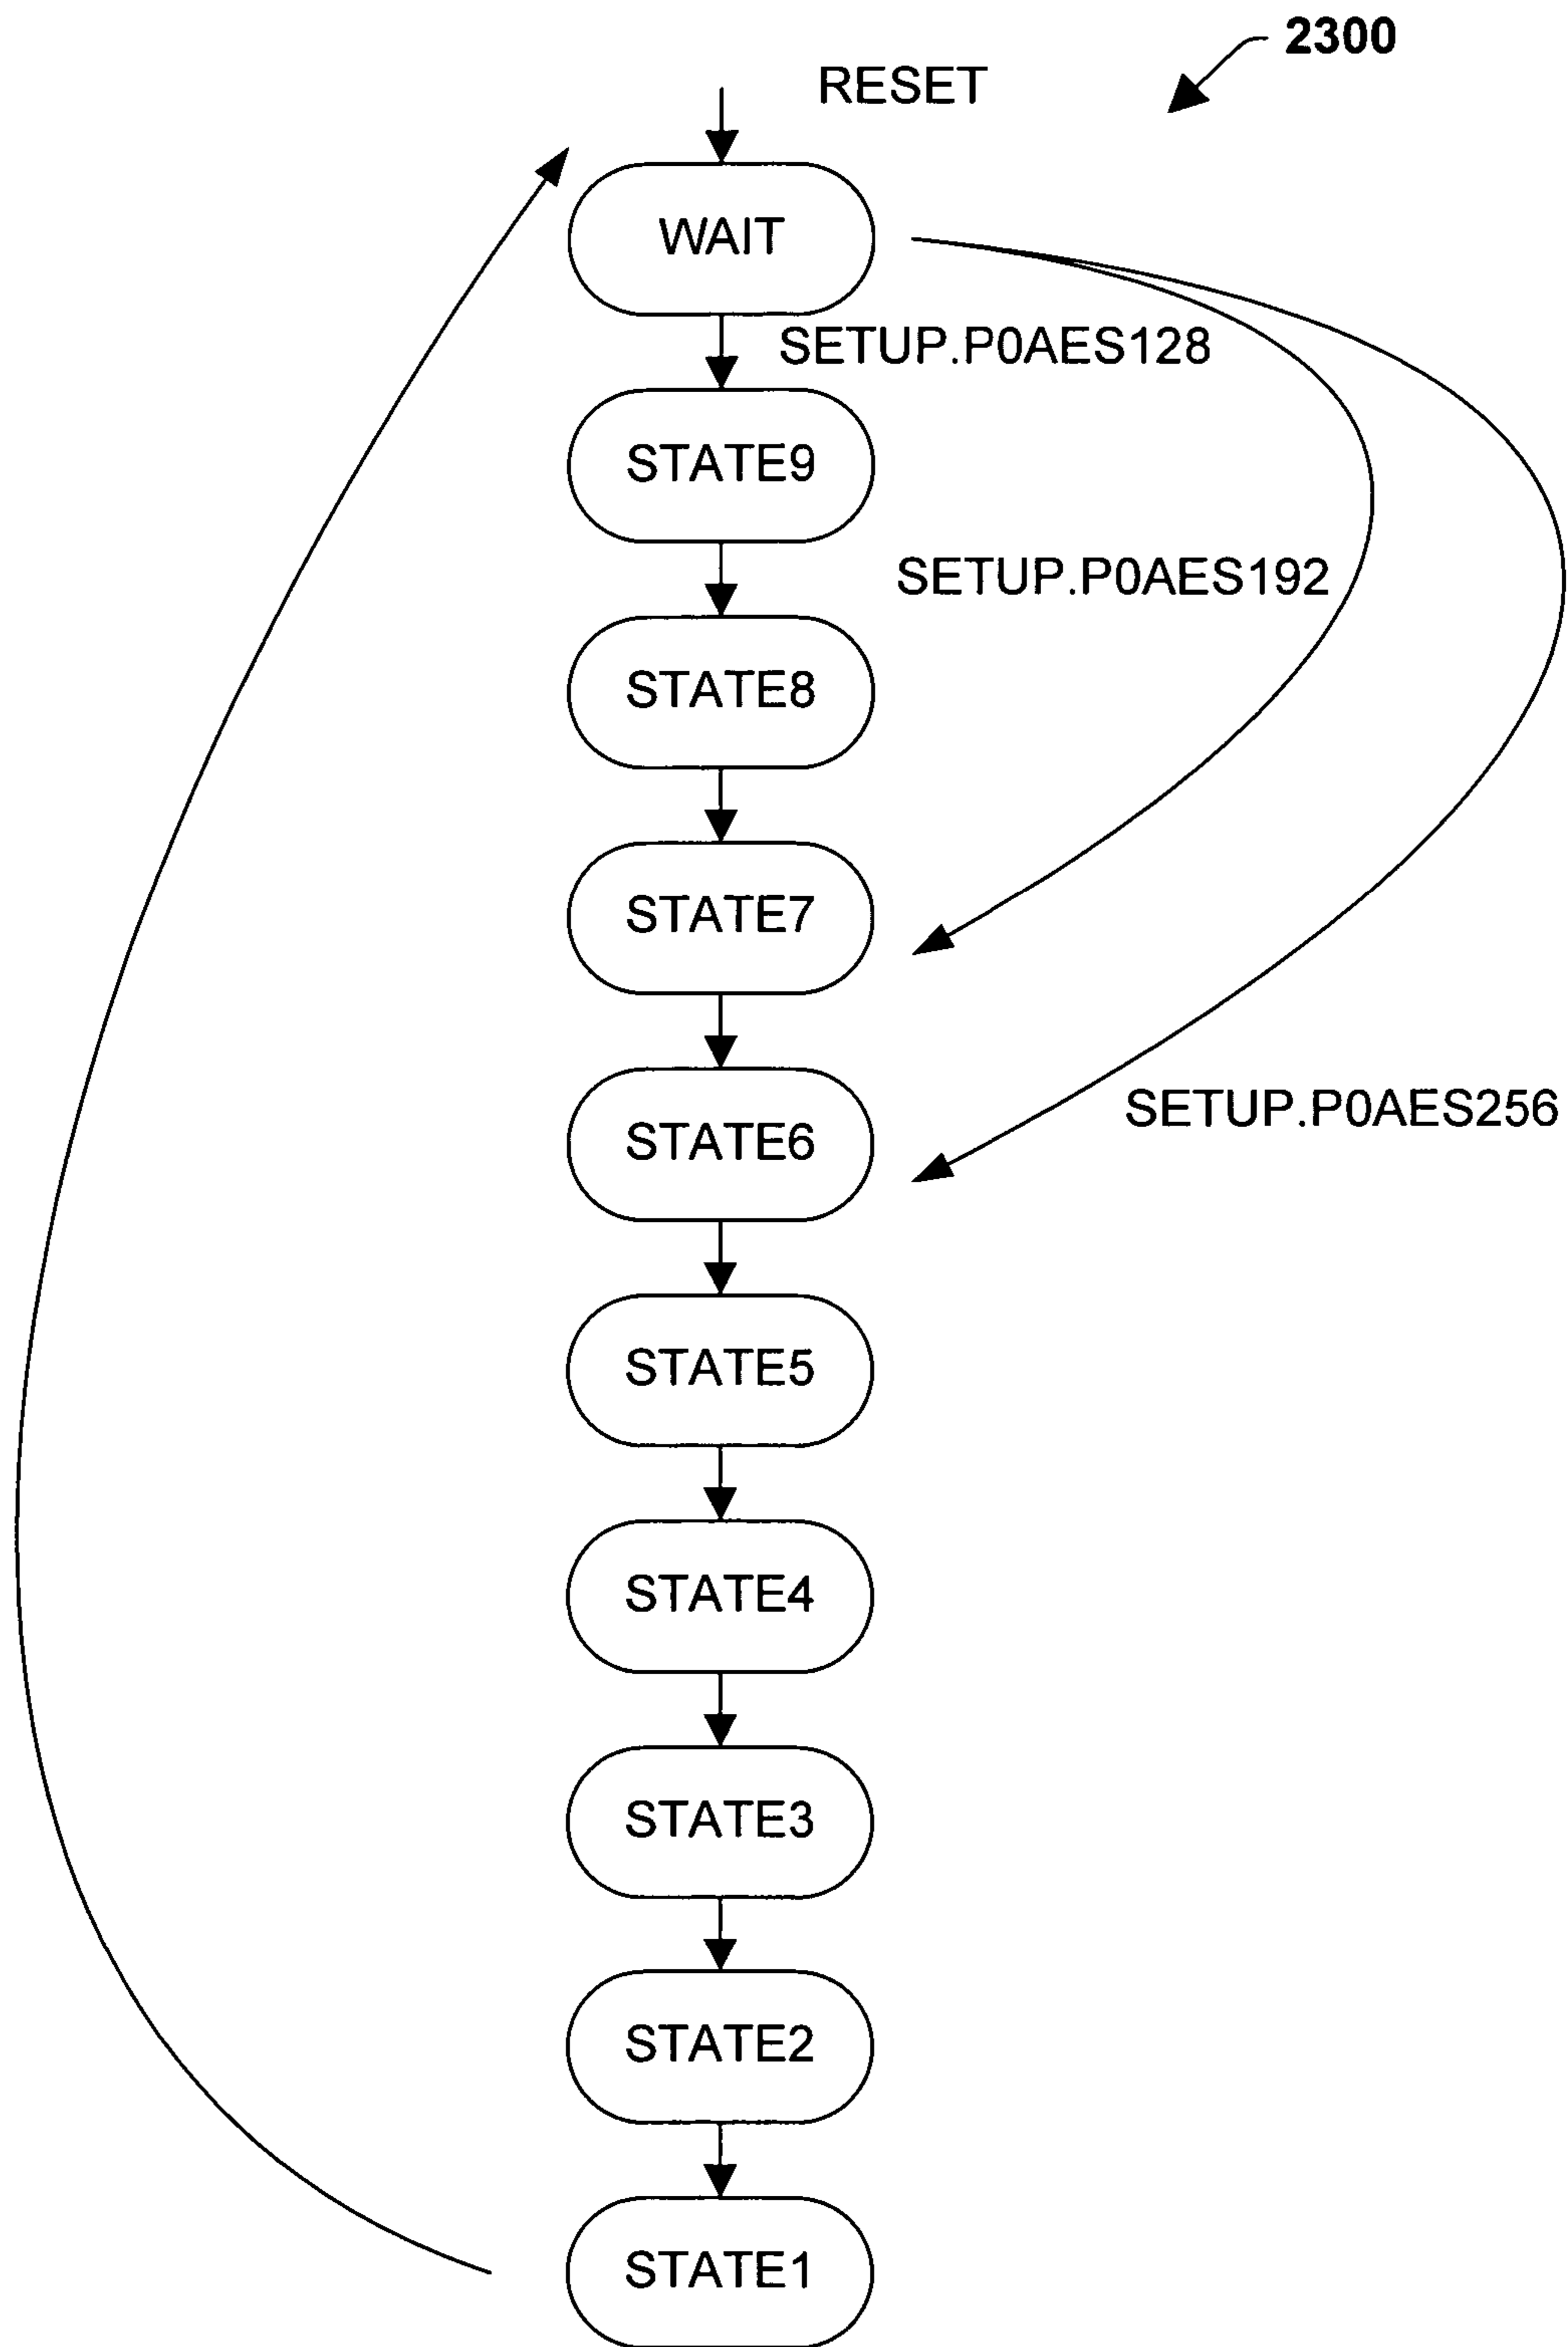 2300
RESET
WAIT
SETUP.P0AES128
STATE9
SETUP.P0AES192
STATE8
STATE7
SETUP.P0AES256
STATE6
STATE5
STATE4
STATE3
STATE2
STATE1